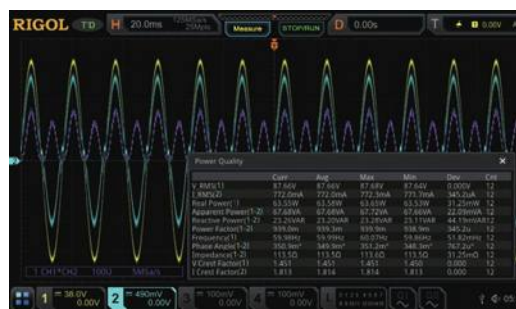 RIGOL T'D H 20.0ms 125MSa/s 25Mpts Measure STOP/RUN D 0.00s T 0.00V
Power Quality
Curr Avg Max Min Dev Cnt
V RMS(1) 87.66V 87.66V 87.68V 87.64V 0.000V 12
I RMS(2) 772.0mA 772.0mA 772.3mA 771.7mA 345.2uA 12
Real Power(1) 63.55W 63.58W 63.65W 63.53W 31.25mW 12
Apparent Power(1-2) 67.68VA 67.68VA 67.72VA 67.66VA 22.09mVA 12
Reactive Power(1-2) 23.26VAR 23.20VAR 23.28VAR 23.17VAR 44.19mVAR 12
Power Factor(1-2) 939.0m 939.3m 939.9m 938.9m 345.2u 12
Frequency(1) 59.98Hz 59.99Hz 60.07Hz 59.86Hz 51.82mHz 12
Phase Angle(1-2) 350.9m° 349.9m° 351.2m° 348.3m° 767.2u° 12
Impedance(1-2) 113.5Ω 113.5Ω 113.6Ω 113.5Ω 31.25mΩ 12
V Crest Factor(1) 1.451 1.451 1.451 1.450 0.000 12
I Crest Factor(2) 1.813 1.814 1.814 1.813 0.000 12
1 CH1*CH2 100U 5MSa/s
1 38.0V 0.00V 2 490mV 0.00V 3 100mV 0.00V 4 100mV 0.00V L